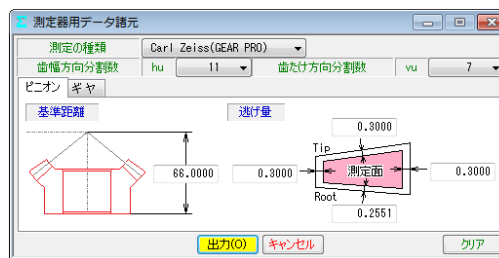 測定器用データ諸元
測定の種類 Carl Zeiss(GEAR PRO)
歯幅方向分割数 hu 11 歯たけ方向分割数 vu 7
ピニオン ギヤ
基準距離 逃げ量
0.3000
Tip
66.0000 0.3000 測定面 0.3000
Root
0.2551
出力(O) キャンセル クリア